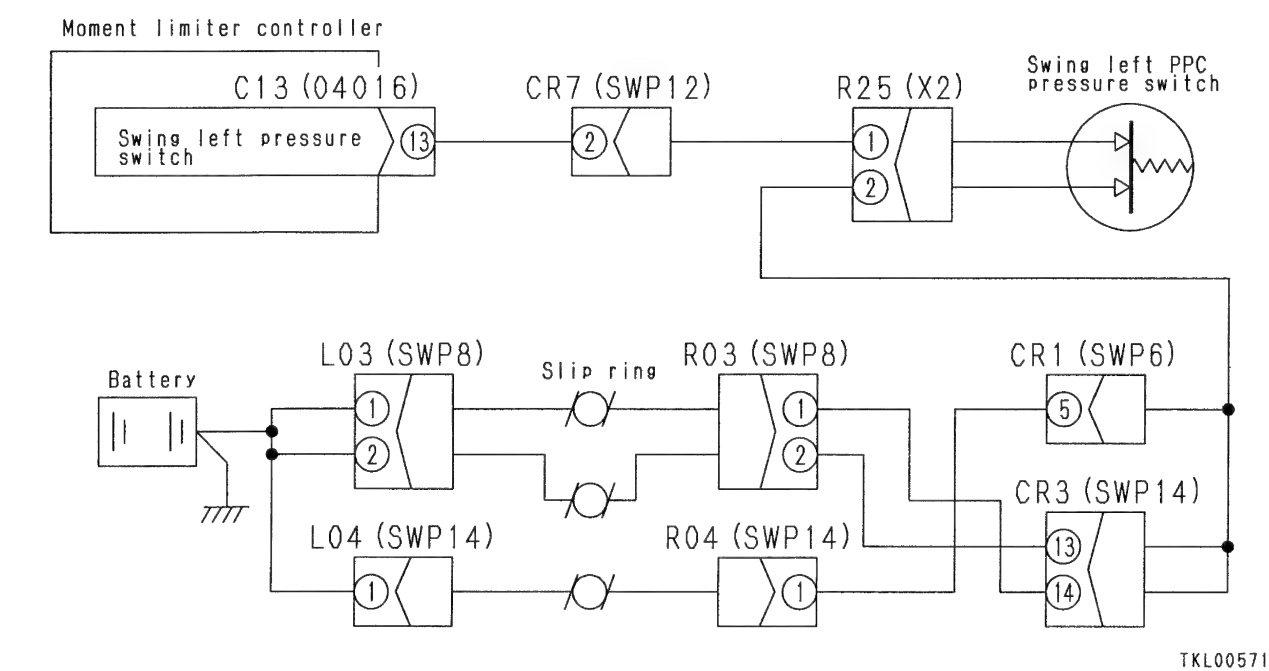 Moment limiter controller
C13 (04016)
CR7 (SWP12)
R25 (X2)
Swing left PPC
pressure switch
Swing left pressure
switch
13
2
1
2
L03 (SWP8)
Slip ring
R03 (SWP8)
CR1 (SWP6)
Battery
1
2
1
2
5
L04 (SWP14)
R04 (SWP14)
CR3 (SWP14)
1
1
13
14
TKL00571